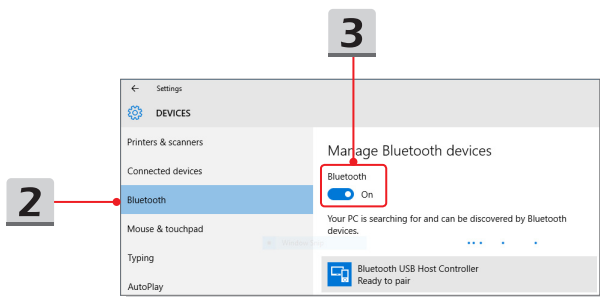 3
← Settings
DEVICES
Printers & scanners
Connected devices
2
Bluetooth
Mouse & touchpad
Typing
AutoPlay
Manage Bluetooth devices
Bluetooth
On
Your PC is searching for and can be discovered by Bluetooth
devices.
Bluetooth USB Host Controller
Ready to pair